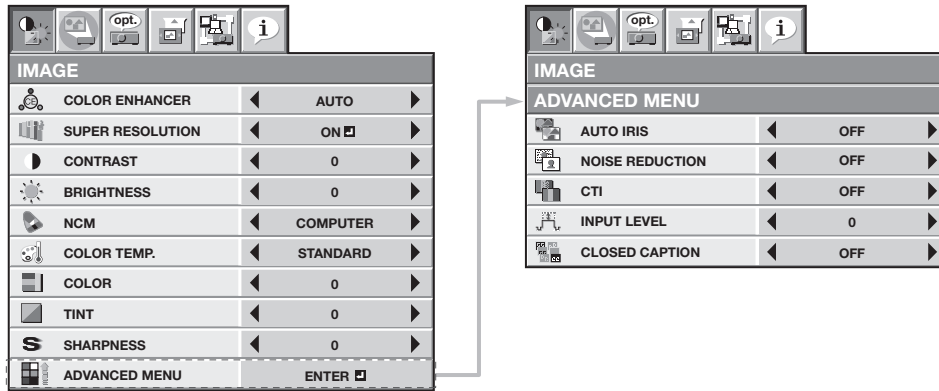 opt.
i
IMAGE
COLOR ENHANCER AUTO
SUPER RESOLUTION ON
CONTRAST 0
BRIGHTNESS 0
NCM COMPUTER
COLOR TEMP. STANDARD
COLOR 0
TINT 0
S SHARPNESS 0
ADVANCED MENU ENTER
opt.
i
IMAGE
ADVANCED MENU
AUTO IRIS OFF
NOISE REDUCTION OFF
CTI OFF
INPUT LEVEL 0
CLOSED CAPTION OFF